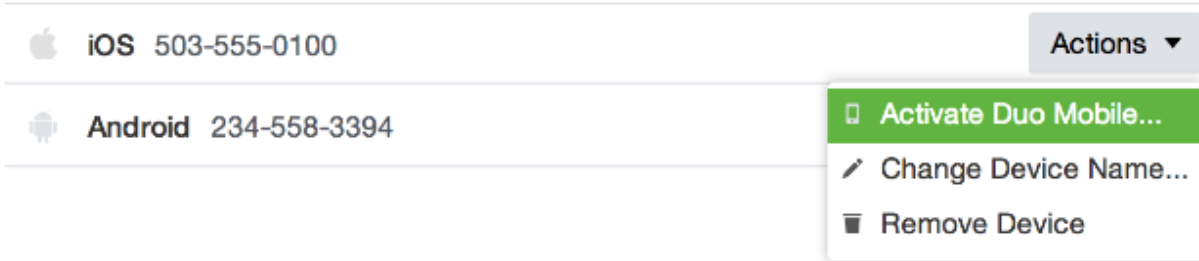 iOS 503-555-0100 Actions
Android 234-558-3394
Activate Duo Mobile...
Change Device Name...
Remove Device